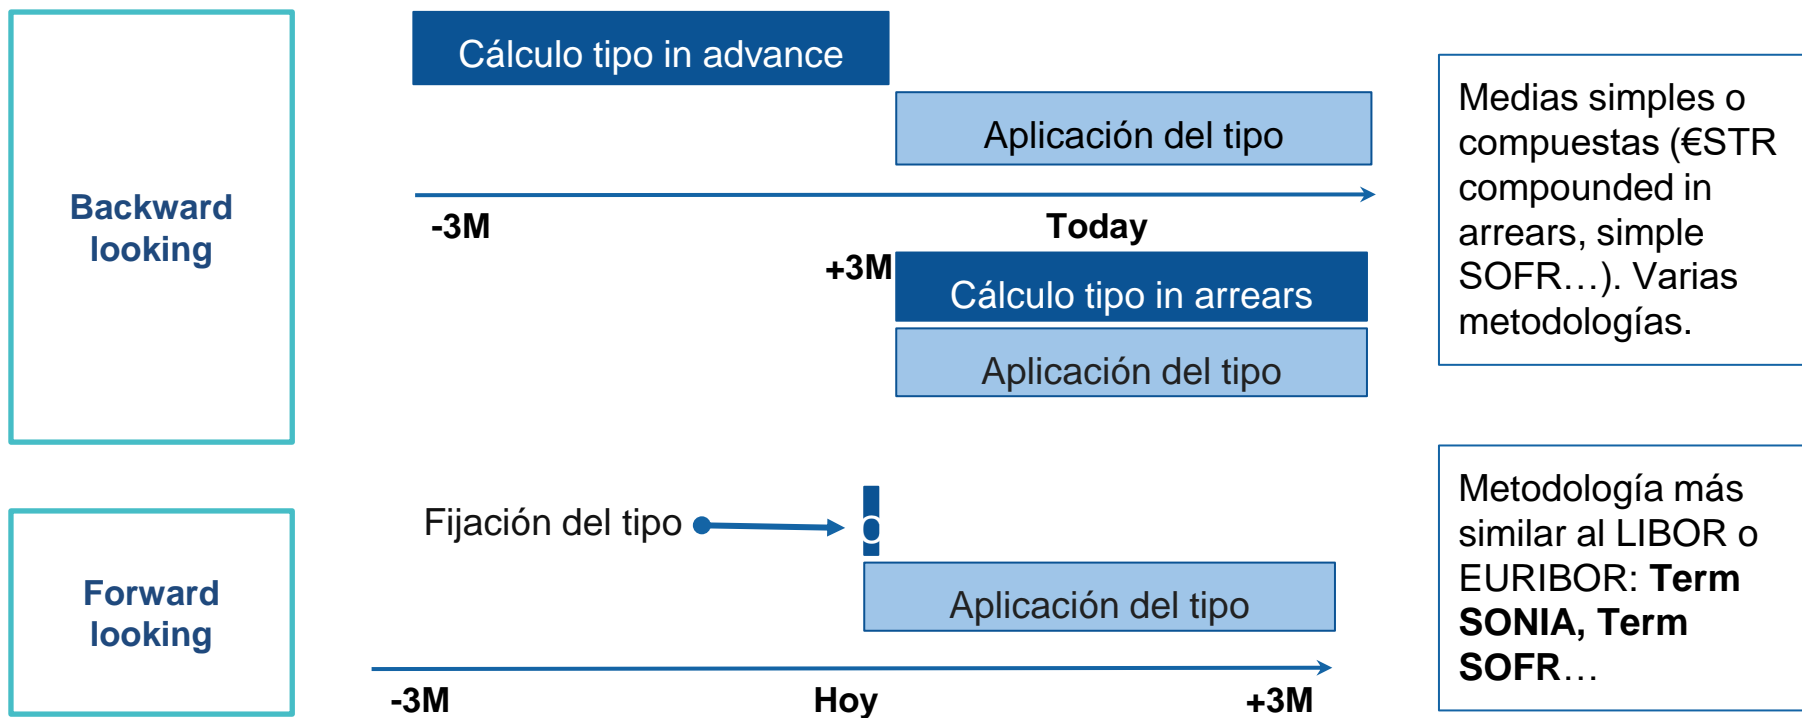 Backward
looking
Cálculo tipo in advance
Aplicación del tipo
-3M
Today
+3M
Cálculo tipo in arrears
Aplicación del tipo
Medias simples o
compuestas (€STR
compounded in
arrears, simple
SOFR…). Varias
metodologías.
Forward
looking
Fijación del tipo
Aplicación del tipo
-3M
Hoy
+3M
Metodología más
similar al LIBOR o
EURIBOR: Term
SONIA, Term
SOFR…